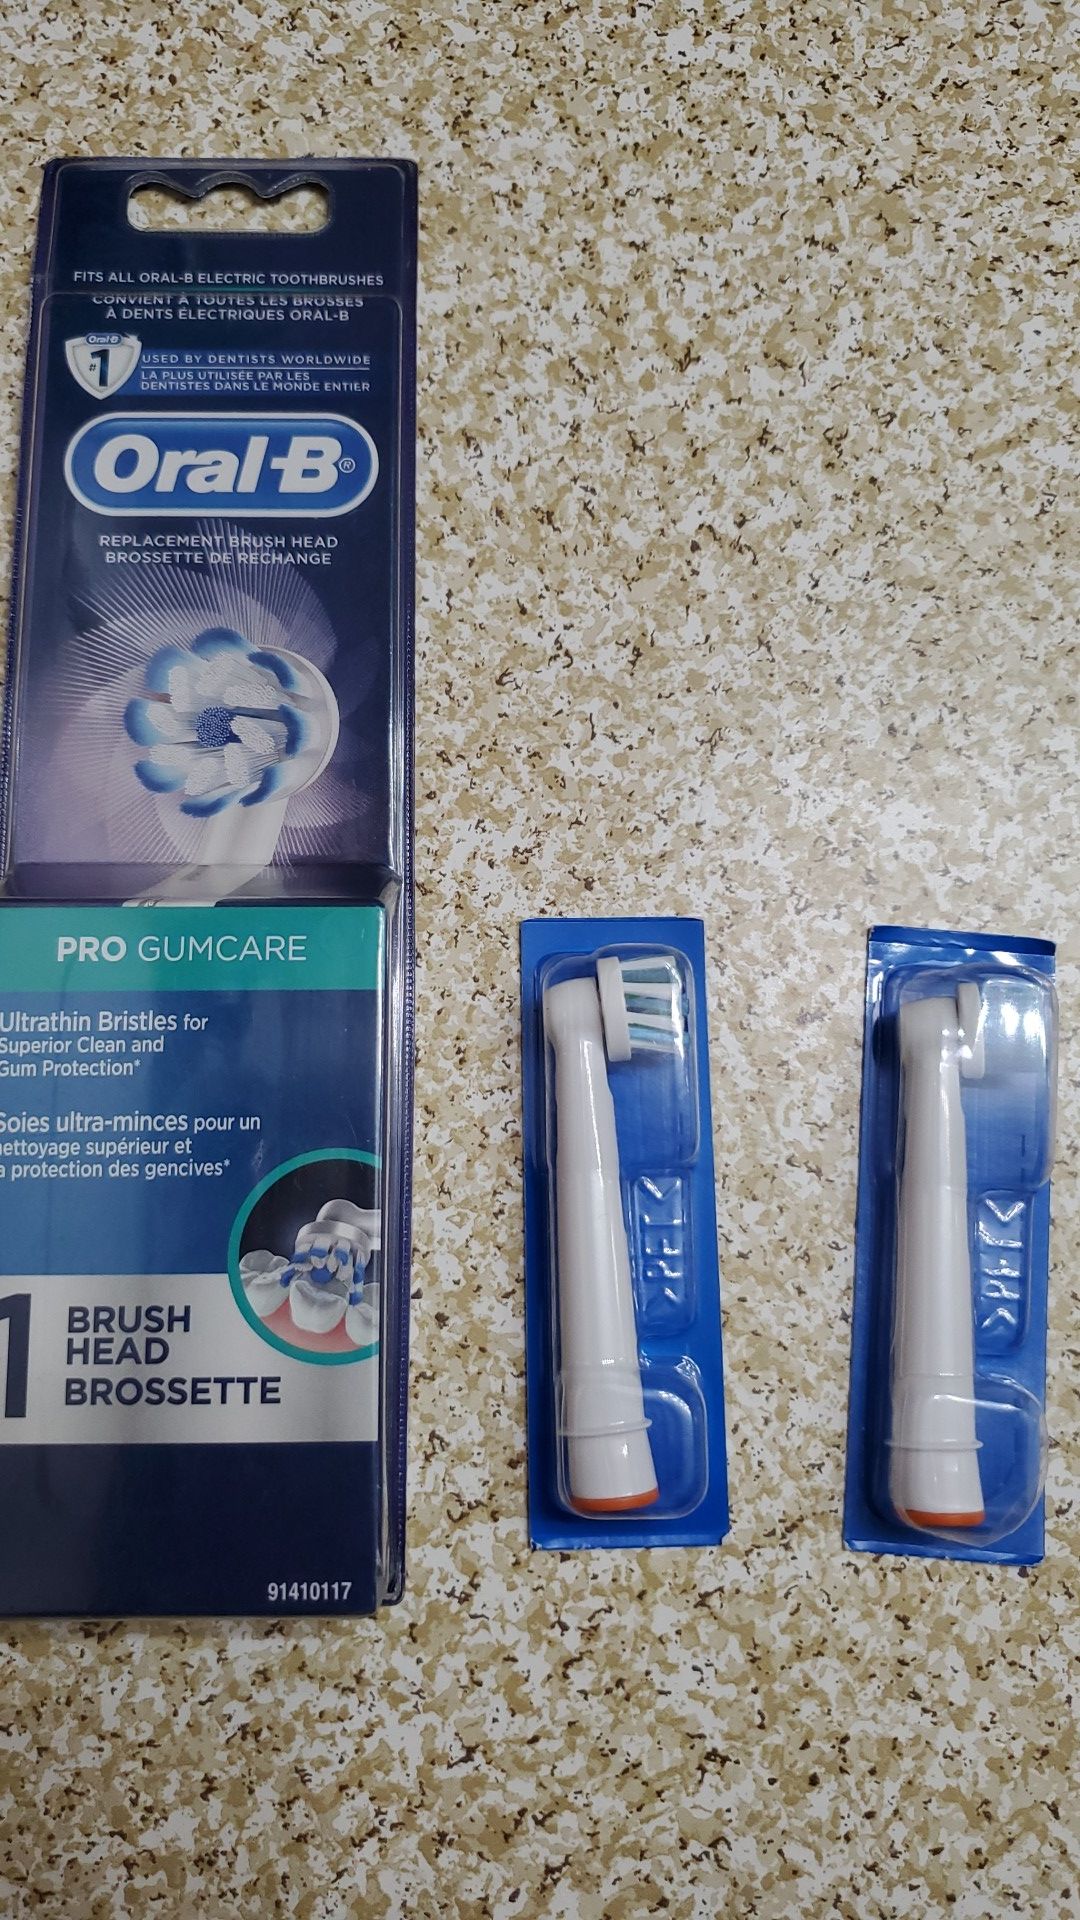 FITS ALL ORAL-B ELECTRIC TOOTHBRUSHES
CONVIENT À TOUTES LES BROSSES
À DENTS ÉLECTRIQUES ORAL-B
Oral-B
#1
USED BY DENTISTS WORLDWIDE
LA PLUS UTILISÉE PAR LES
DENTISTES DANS LE MONDE ENTIER
Oral-B®
REPLACEMENT BRUSH HEAD
BROSSETTE DE RECHANGE
PRO GUMCARE
Ultrathin Bristles for
Superior Clean and
Gum Protection*
Soies ultra-minces pour un
nettoyage supérieur et
a protection des gencives*
1
BRUSH
HEAD
BROSSETTE
91410117
>PET<
>PET<